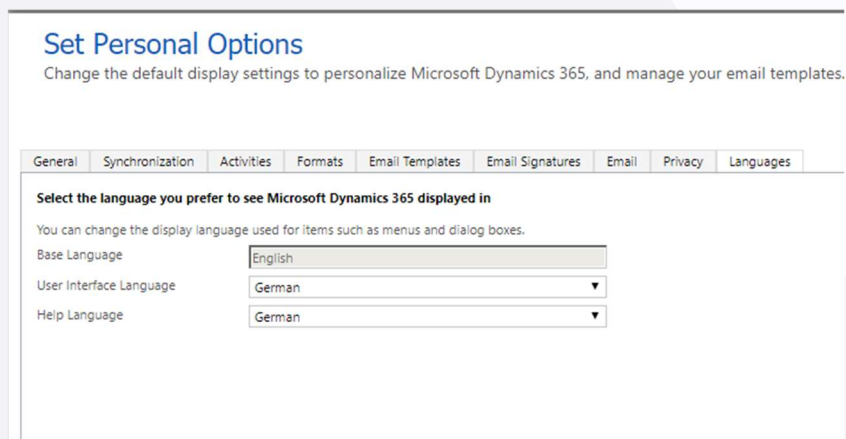 Set Personal Options
Change the default display settings to personalize Microsoft Dynamics 365, and manage your email templates.
General Synchronization Activities Formats Email Templates Email Signatures Email Privacy Languages
Select the language you prefer to see Microsoft Dynamics 365 displayed in
You can change the display language used for items such as menus and dialog boxes.
Base Language English
User Interface Language German
Help Language German